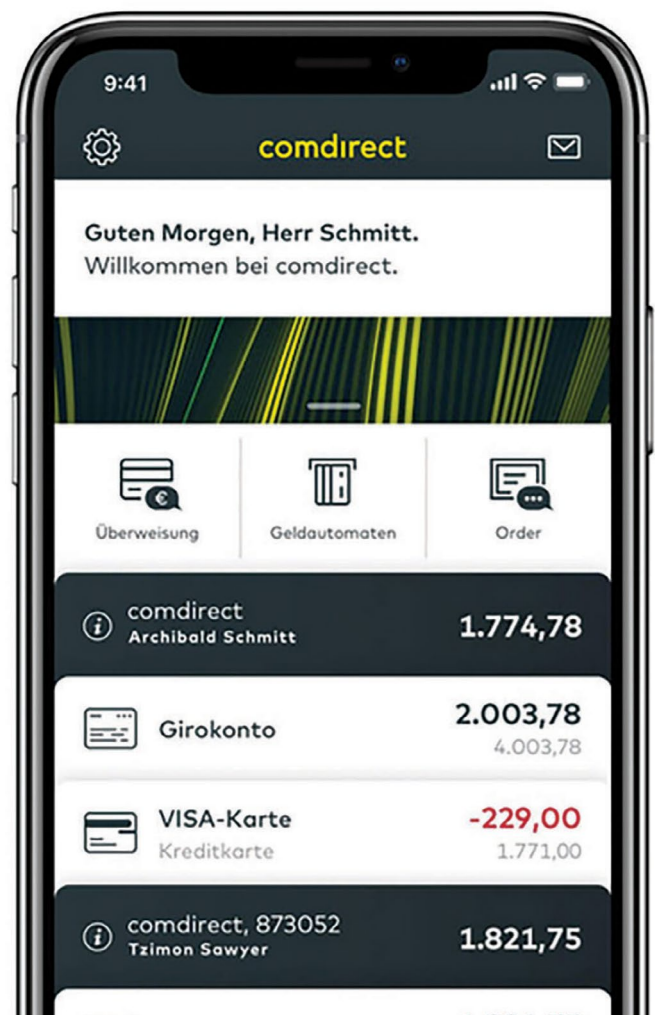 9:41
comdirect
Guten Morgen, Herr Schmitt.
Willkommen bei comdirect.
Überweisung
Geldautomaten
Order
comdirect
Archibald Schmitt
1.774,78
Girokonto
2.003,78
4.003,78
VISA-Karte
-229,00
Kreditkarte
1.771,00
comdirect, 873052
Tzimon Sawyer
1.821,75